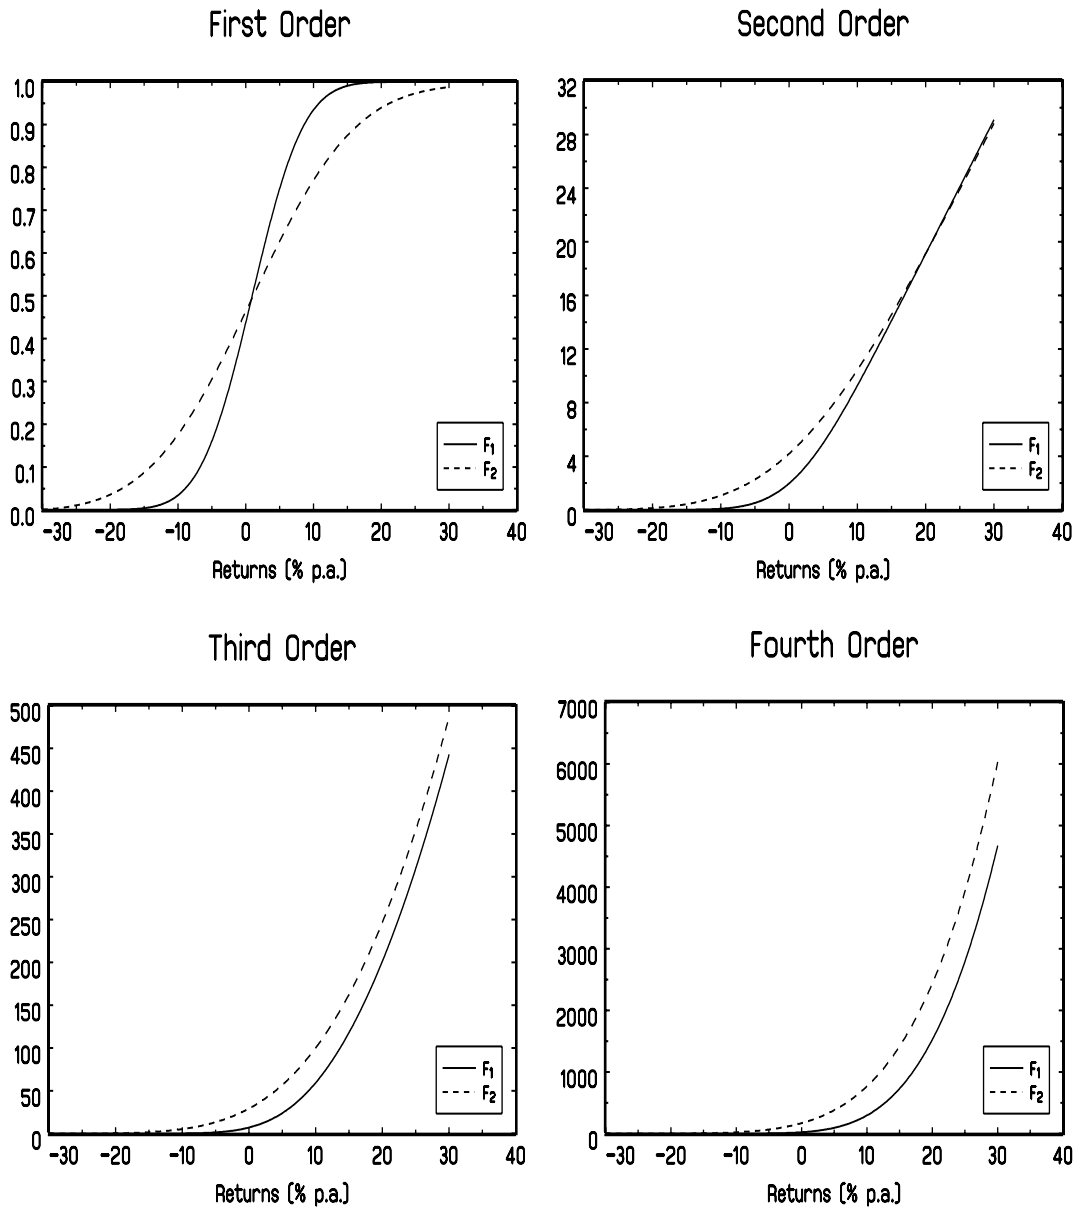 First Order
1.0
0.9
0.8
0.7
0.6
0.5
0.4
0.3
0.2
0.1
0.0
-30 -20 -10 0 10 20 30 40
Returns (% p.a.)
F1
F2
Second Order
32
28
24
20
16
12
8
4
0
-30 -20 -10 0 10 20 30 40
Returns (% p.a.)
F1
F2
Third Order
500
450
400
350
300
250
200
150
100
50
0
-30 -20 -10 0 10 20 30 40
Returns (% p.a.)
F1
F2
Fourth Order
7000
6000
5000
4000
3000
2000
1000
0
-30 -20 -10 0 10 20 30 40
Returns (% p.a.)
F1
F2